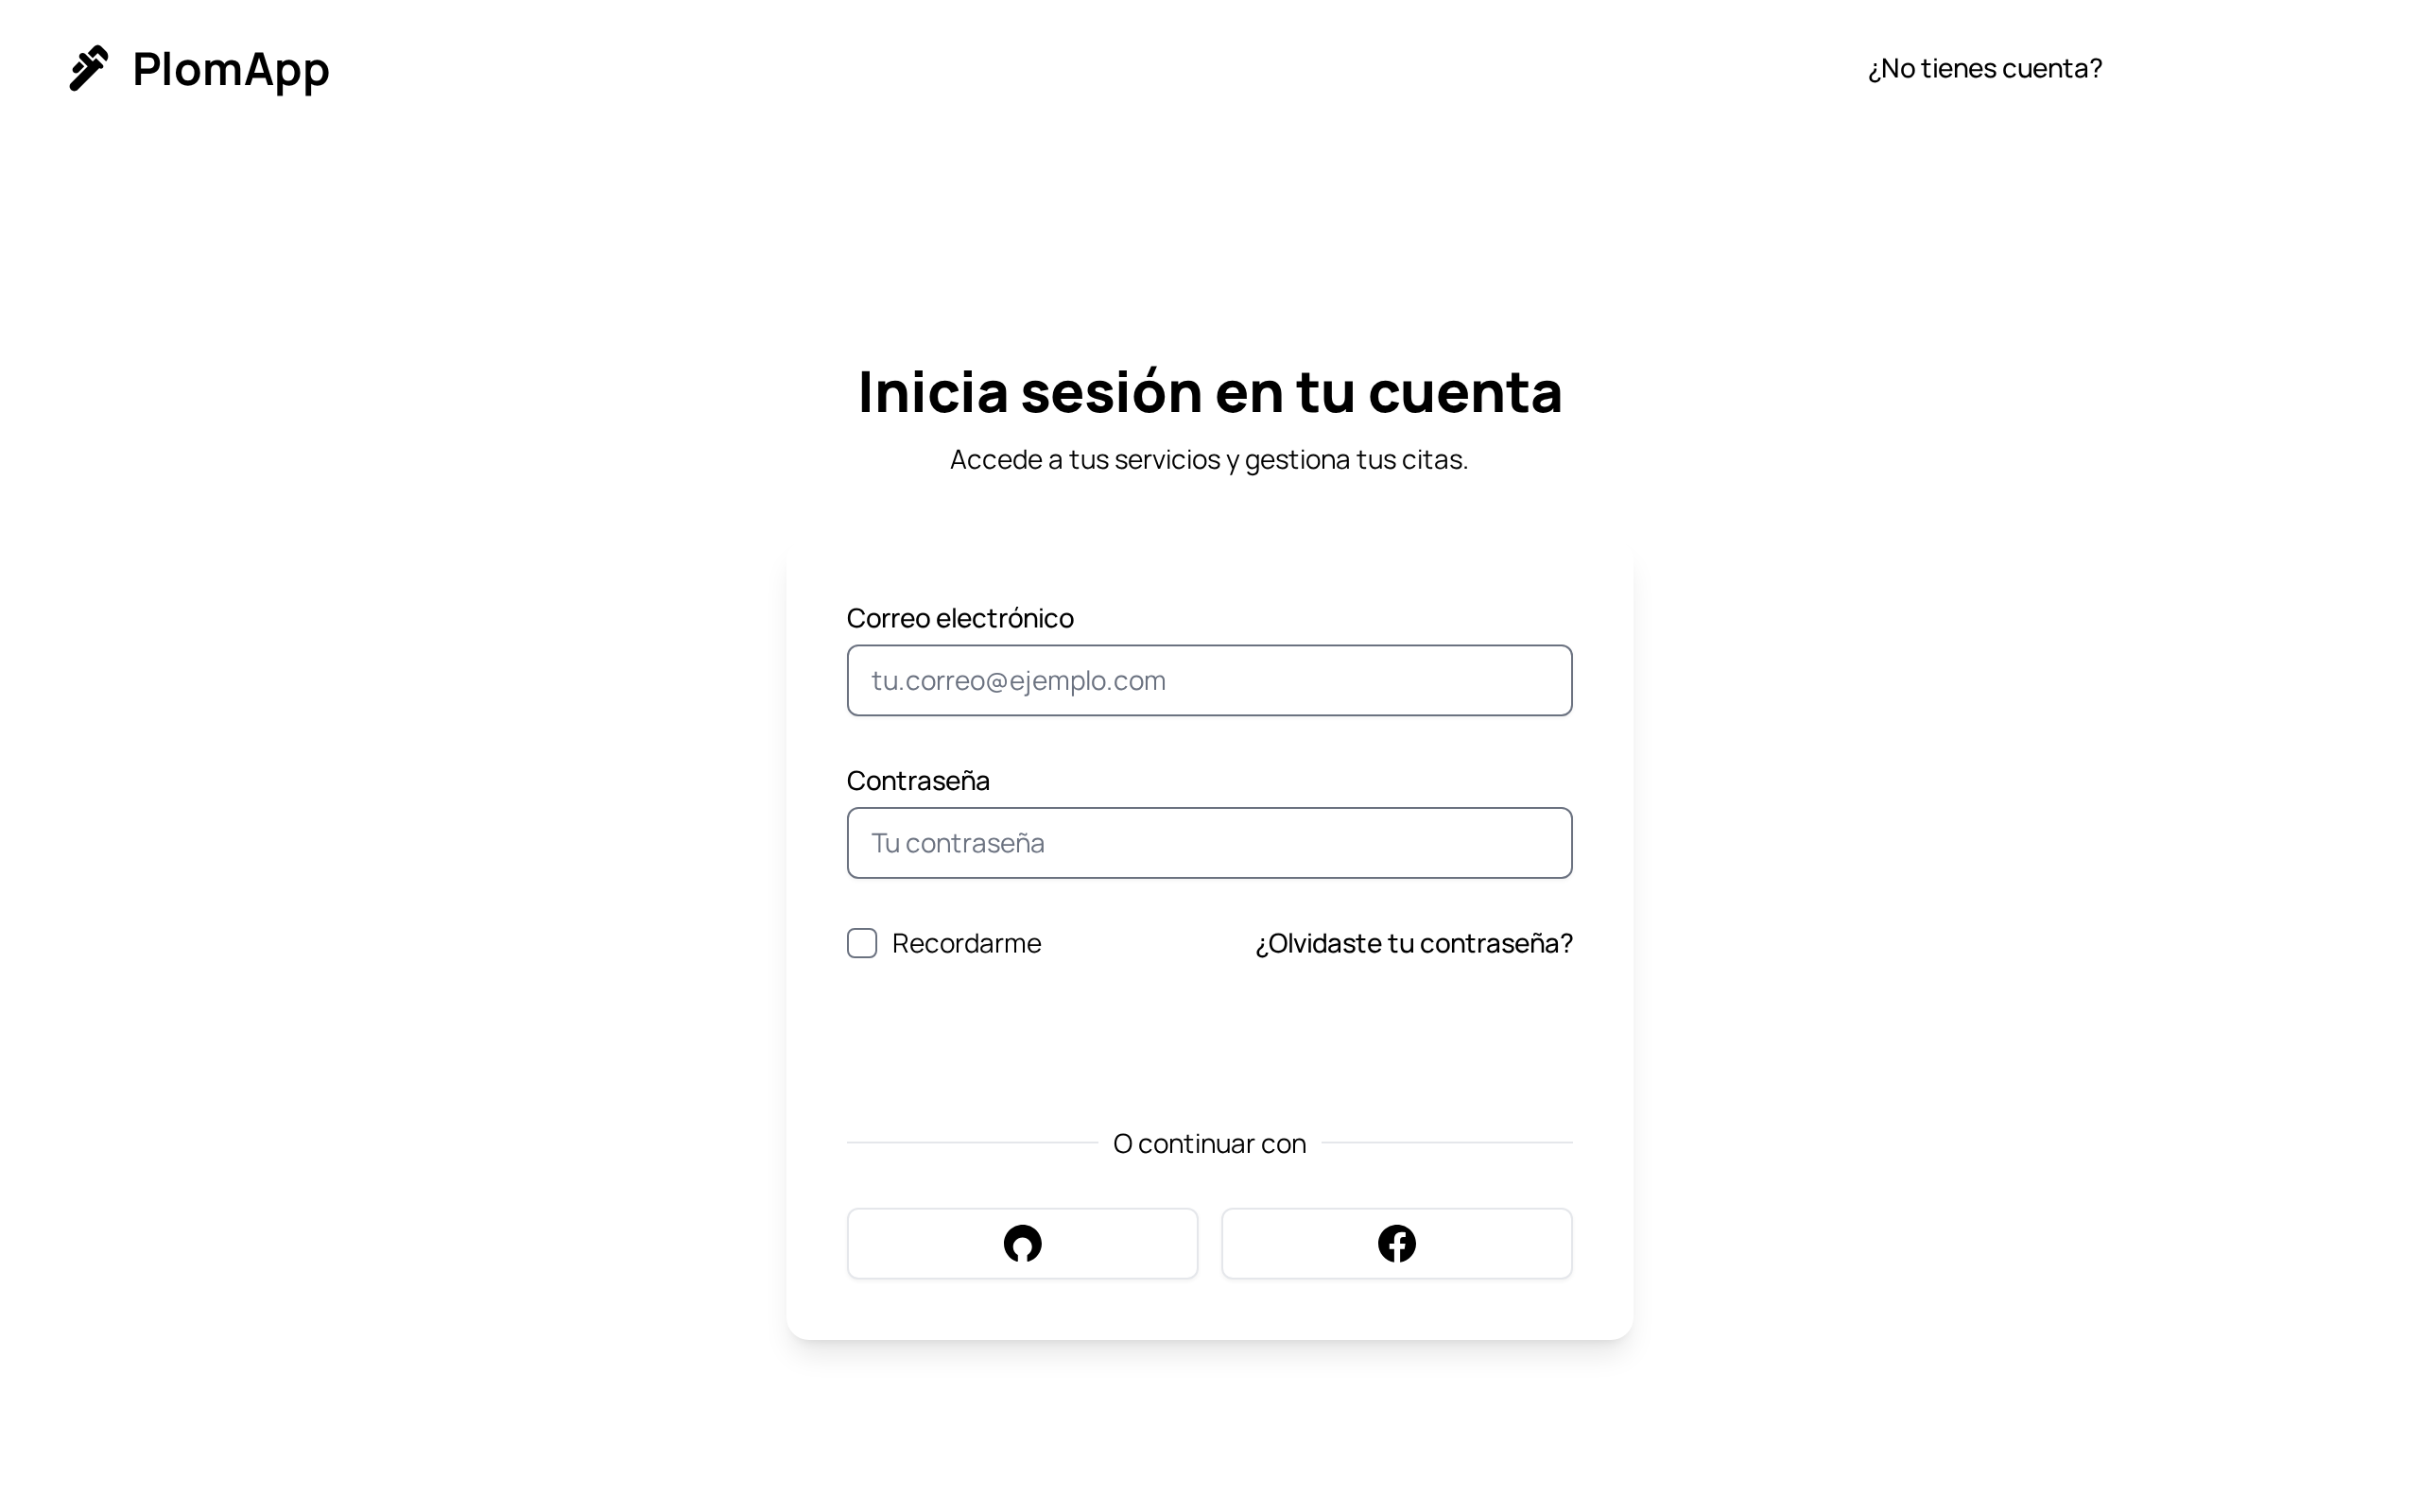 PlomApp
¿No tienes cuenta?
Inicia sesión en tu cuenta
Accede a tus servicios y gestiona tus citas.
Correo electrónico
tu.correo@ejemplo.com
Contraseña
Tu contraseña
Recordarme
¿Olvidaste tu contraseña?
O continuar con